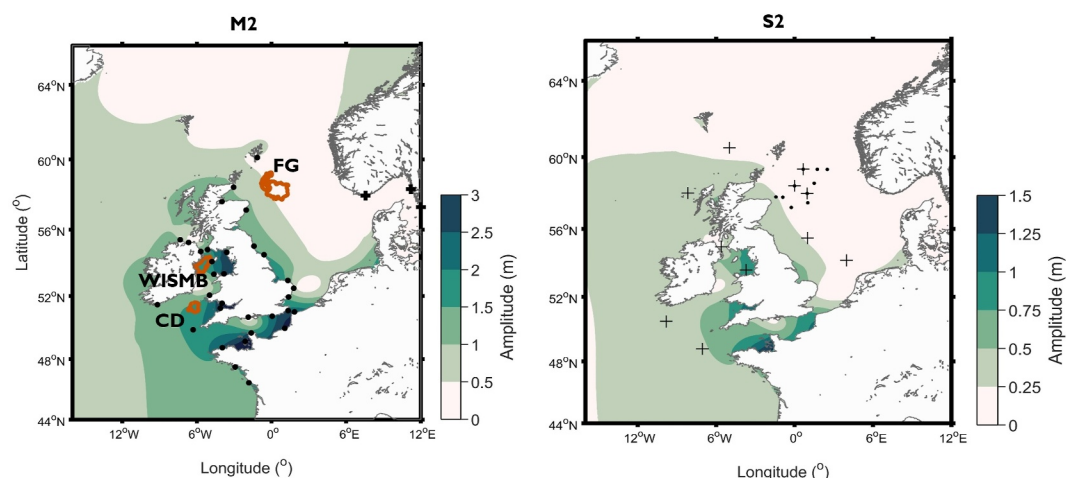 M2
64°N
60°N
56°N
52°N
48°N
44°N
Latitude (°)
12°W
6°W
0°
6°E
12°E
Longitude (°)
FG
WISMB
CD
3
2.5
2
1.5
1
0.5
0
Amplitude (m)
S2
64°N
60°N
56°N
52°N
48°N
44°N
12°W
6°W
0°
6°E
12°E
Longitude (°)
1.5
1.25
1
0.75
0.5
0.25
0
Amplitude (m)